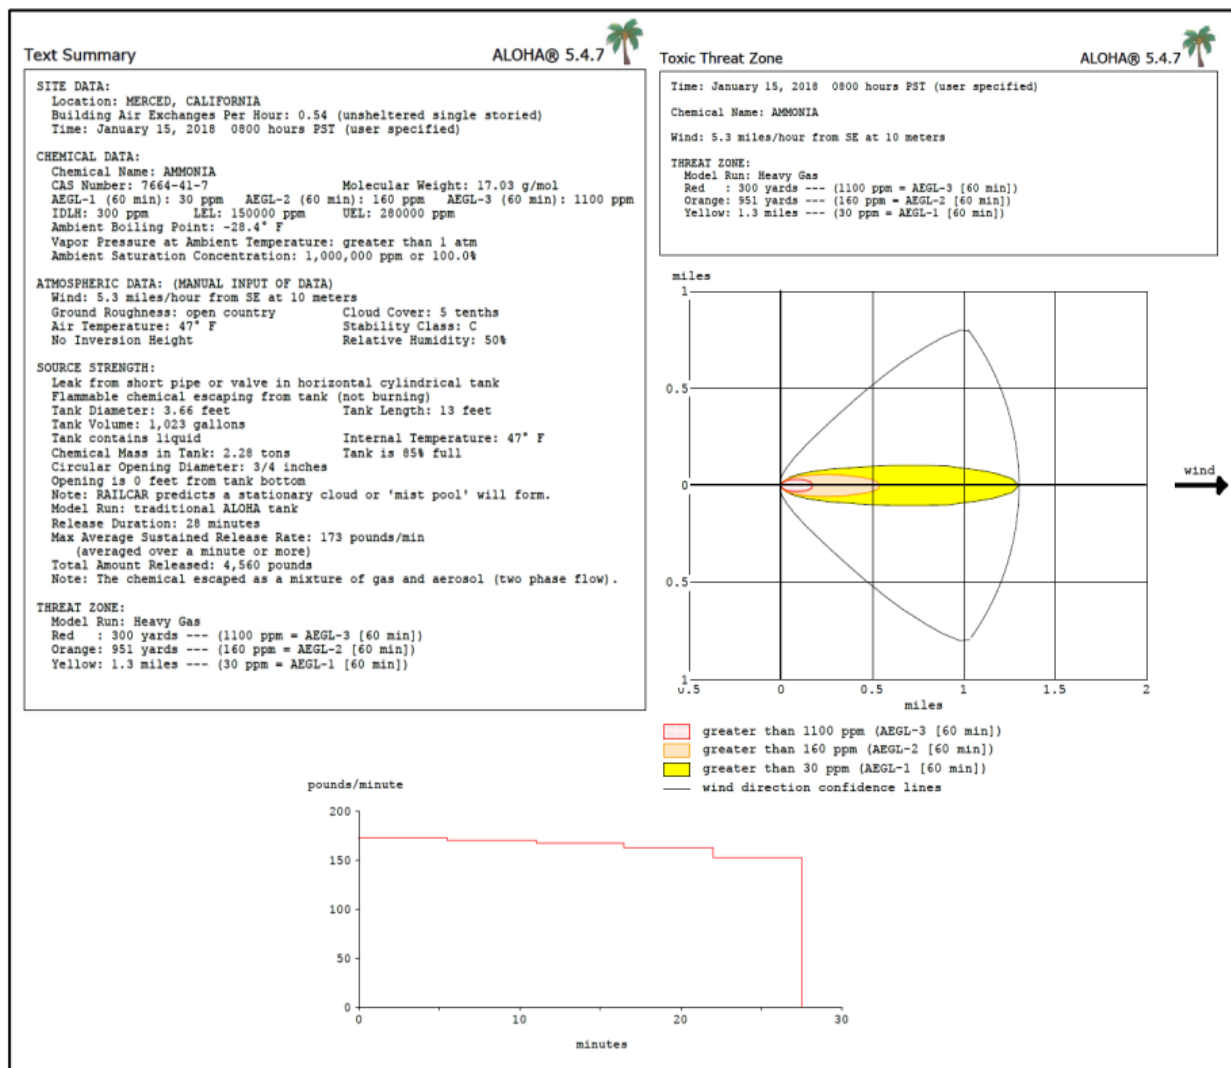 Text Summary
ALOHA® 5.4.7
SITE DATA:
Location: MERCED, CALIFORNIA
Building Air Exchanges Per Hour: 0.54 (unsheltered single storied)
Time: January 15, 2018 0800 hours PST (user specified)
CHEMICAL DATA:
Chemical Name: AMMONIA
CAS Number: 7664-41-7 Molecular Weight: 17.03 g/mol
AEGL-1 (60 min): 30 ppm AEGL-2 (60 min): 160 ppm AEGL-3 (60 min): 1100 ppm
IDLH: 300 ppm LEL: 150000 ppm UEL: 280000 ppm
Ambient Boiling Point: -28.4° F
Vapor Pressure at Ambient Temperature: greater than 1 atm
Ambient Saturation Concentration: 1,000,000 ppm or 100.0%
ATMOSPHERIC DATA: (MANUAL INPUT OF DATA)
Wind: 5.3 miles/hour from SE at 10 meters
Ground Roughness: open country Cloud Cover: 5 tenths
Air Temperature: 47° F Stability Class: C
No Inversion Height Relative Humidity: 50%
SOURCE STRENGTH:
Leak from short pipe or valve in horizontal cylindrical tank
Flammable chemical escaping from tank (not burning)
Tank Diameter: 3.66 feet Tank Length: 13 feet
Tank Volume: 1,023 gallons
Tank contains liquid Internal Temperature: 47° F
Chemical Mass in Tank: 2.28 tons Tank is 85% full
Circular Opening Diameter: 3/4 inches
Opening is 0 feet from tank bottom
Note: RAILCAR predicts a stationary cloud or 'mist pool' will form.
Model Run: traditional ALOHA tank
Release Duration: 28 minutes
Max Average Sustained Release Rate: 173 pounds/min
(averaged over a minute or more)
Total Amount Released: 4,560 pounds
Note: The chemical escaped as a mixture of gas and aerosol (two phase flow).
THREAT ZONE:
Model Run: Heavy Gas
Red : 300 yards --- (1100 ppm = AEGL-3 [60 min])
Orange: 951 yards --- (160 ppm = AEGL-2 [60 min])
Yellow: 1.3 miles --- (30 ppm = AEGL-1 [60 min])
Toxic Threat Zone
ALOHA® 5.4.7
Time: January 15, 2018 0800 hours PST (user specified)
Chemical Name: AMMONIA
Wind: 5.3 miles/hour from SE at 10 meters
THREAT ZONE:
Model Run: Heavy Gas
Red : 300 yards --- (1100 ppm = AEGL-3 [60 min])
Orange: 951 yards --- (160 ppm = AEGL-2 [60 min])
Yellow: 1.3 miles --- (30 ppm = AEGL-1 [60 min])
miles
1
0.5
0
0.5
1
wind
0.5 0 0.5 1 1.5 2
miles
greater than 1100 ppm (AEGL-3 [60 min])
greater than 160 ppm (AEGL-2 [60 min])
greater than 30 ppm (AEGL-1 [60 min])
wind direction confidence lines
pounds/minute
200
150
100
50
0
0 10 20 30
minutes